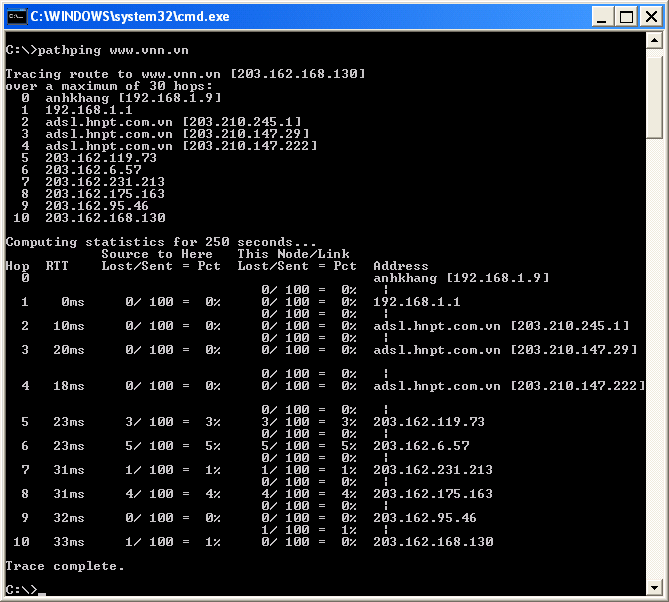 C:\WINDOWS\system32\cmd.exe
C:\>pathping www.vnn.vn
Tracing route to www.vnn.vn [203.162.168.130]
over a maximum of 30 hops:
  0  anhkhang [192.168.1.9]
  1  192.168.1.1
  2  adsl.hnpt.com.vn [203.210.245.1]
  3  adsl.hnpt.com.vn [203.210.147.29]
  4  adsl.hnpt.com.vn [203.210.147.222]
  5  203.162.119.73
  6  203.162.6.57
  7  203.162.231.213
  8  203.162.175.163
  9  203.162.95.46
 10  203.162.168.130
Computing statistics for 250 seconds...
            Source to Here   This Node/Link
Hop  RTT    Lost/Sent = Pct  Lost/Sent = Pct  Address
  0                                           anhkhang [192.168.1.9]
                                0/ 100 =  0%   |
  1    0ms     0/ 100 =  0%     0/ 100 =  0%  192.168.1.1
                                0/ 100 =  0%   |
  2   10ms     0/ 100 =  0%     0/ 100 =  0%  adsl.hnpt.com.vn [203.210.245.1]
                                0/ 100 =  0%   |
  3   20ms     0/ 100 =  0%     0/ 100 =  0%  adsl.hnpt.com.vn [203.210.147.29]
                                0/ 100 =  0%   |
  4   18ms     0/ 100 =  0%     0/ 100 =  0%  adsl.hnpt.com.vn [203.210.147.222]
                                0/ 100 =  0%   |
  5   23ms     3/ 100 =  3%     3/ 100 =  3%  203.162.119.73
                                0/ 100 =  0%   |
  6   23ms     5/ 100 =  5%     5/ 100 =  5%  203.162.6.57
                                0/ 100 =  0%   |
  7   31ms     1/ 100 =  1%     1/ 100 =  1%  203.162.231.213
                                0/ 100 =  0%   |
  8   31ms     4/ 100 =  4%     4/ 100 =  4%  203.162.175.163
                                0/ 100 =  0%   |
  9   32ms     0/ 100 =  0%     0/ 100 =  0%  203.162.95.46
                                1/ 100 =  1%   |
 10   33ms     1/ 100 =  1%     0/ 100 =  0%  203.162.168.130
Trace complete.
C:\>_